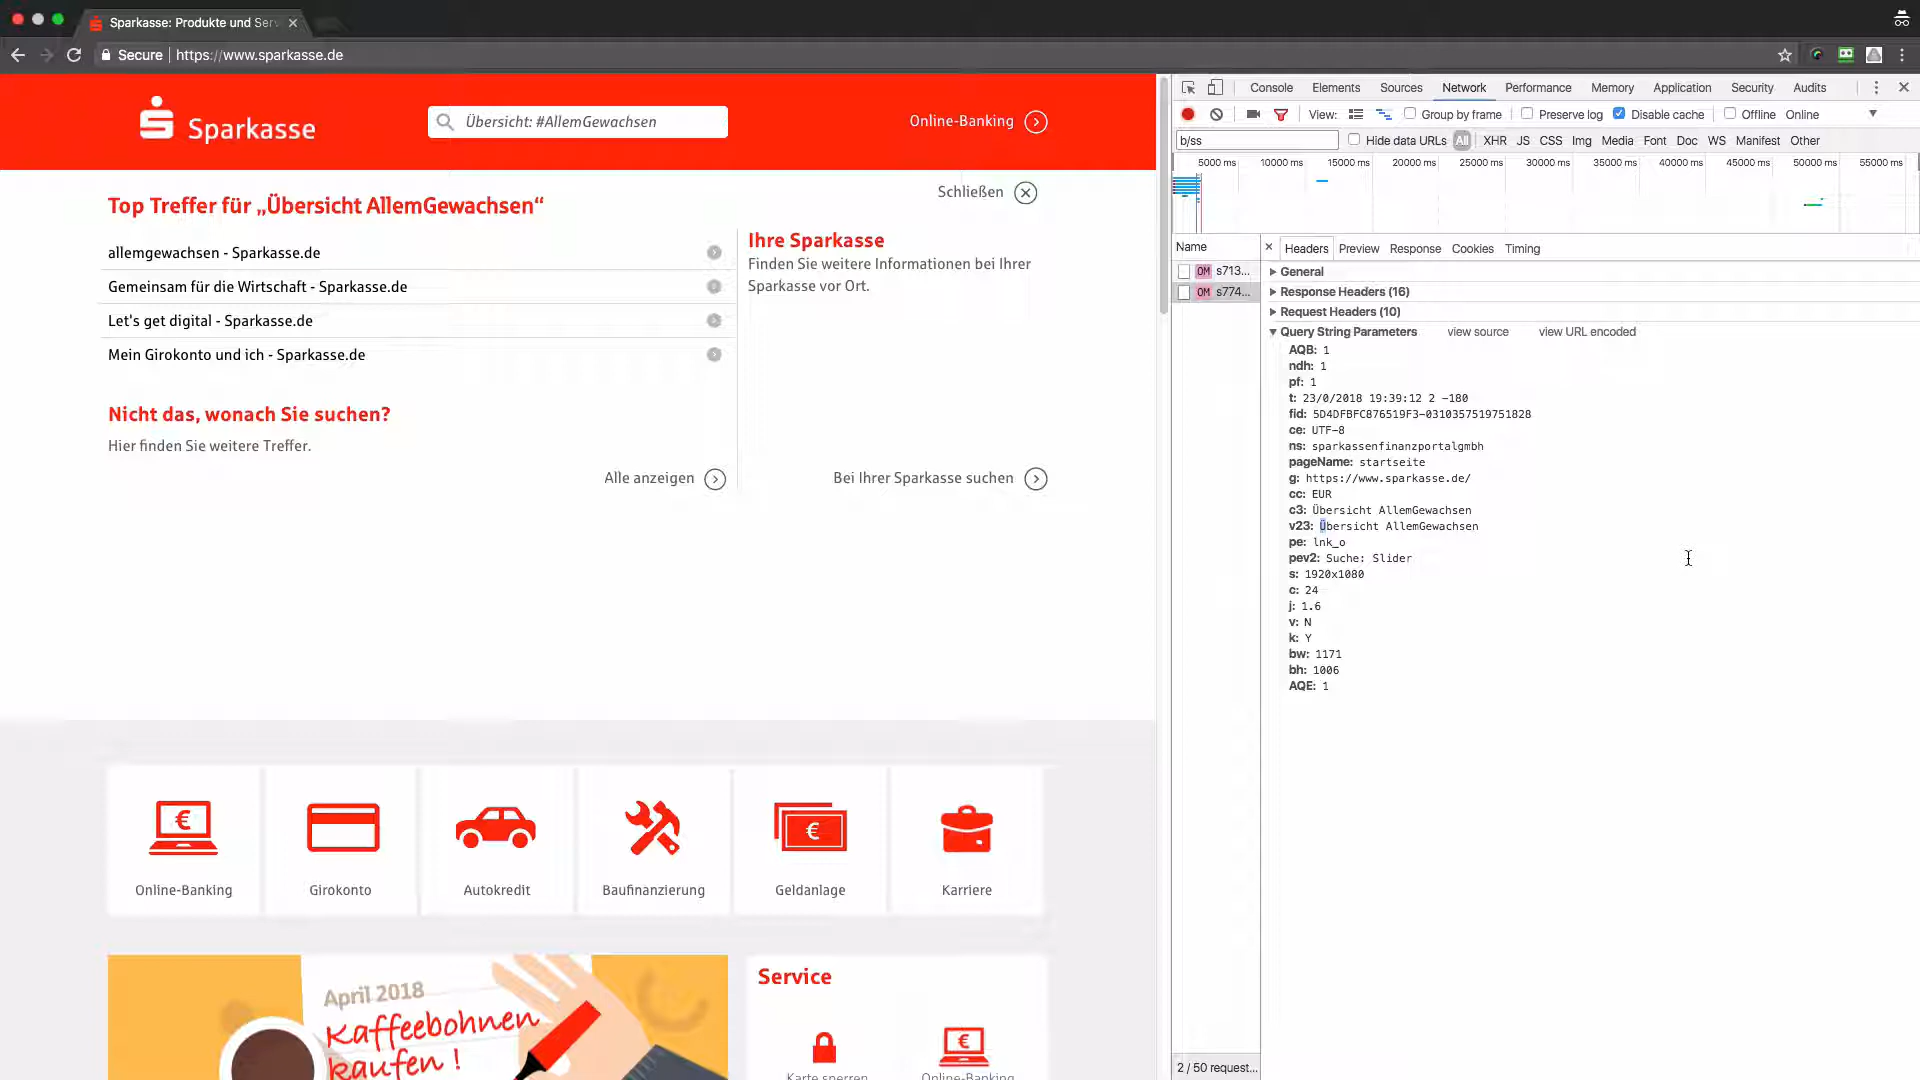 Sparkasse: Produkte und Ser
Secure
https://www.sparkasse.de
Sparkasse
Übersicht: #AllemGewachsen
Online-Banking
Schließen
Top Treffer für „Übersicht AllemGewachsen“
allemgewachsen - Sparkasse.de
Gemeinsam für die Wirtschaft - Sparkasse.de
Let's get digital - Sparkasse.de
Mein Girokonto und ich - Sparkasse.de
Ihre Sparkasse
Finden Sie weitere Informationen bei Ihrer
Sparkasse vor Ort.
Nicht das, wonach Sie suchen?
Hier finden Sie weitere Treffer.
Alle anzeigen
Bei Ihrer Sparkasse suchen
Online-Banking
Girokonto
Autokredit
Baufinanzierung
Geldanlage
Karriere
April 2018
Kaffeebohnen
kaufen !
Service
Karte sperren
Online-Banking
Console Elements Sources Network Performance Memory Application Security Audits
View: Group by frame Preserve log Disable cache Offline Online
b/ss Hide data URLs All XHR JS CSS Img Media Font Doc WS Manifest Other
5000 ms 10000 ms 15000 ms 20000 ms 25000 ms 30000 ms 35000 ms 40000 ms 45000 ms 50000 ms 55000 ms
Name
OM s713...
OM s774...
2 / 50 request...
Headers Preview Response Cookies Timing
General
Response Headers (16)
Request Headers (10)
Query String Parameters view source view URL encoded
AQB: 1
ndh: 1
pf: 1
t: 23/0/2018 19:39:12 2 -180
fid: 5D4DFBFC876519F3-0310357519751828
ce: UTF-8
ns: sparkassenfinanzportalgmbh
pageName: startseite
g: https://www.sparkasse.de/
cc: EUR
c3: Übersicht AllemGewachsen
v23: Übersicht AllemGewachsen
pe: lnk_o
pev2: Suche: Slider
s: 1920x1080
c: 24
j: 1.6
v: N
k: Y
bw: 1171
bh: 1006
AQE: 1